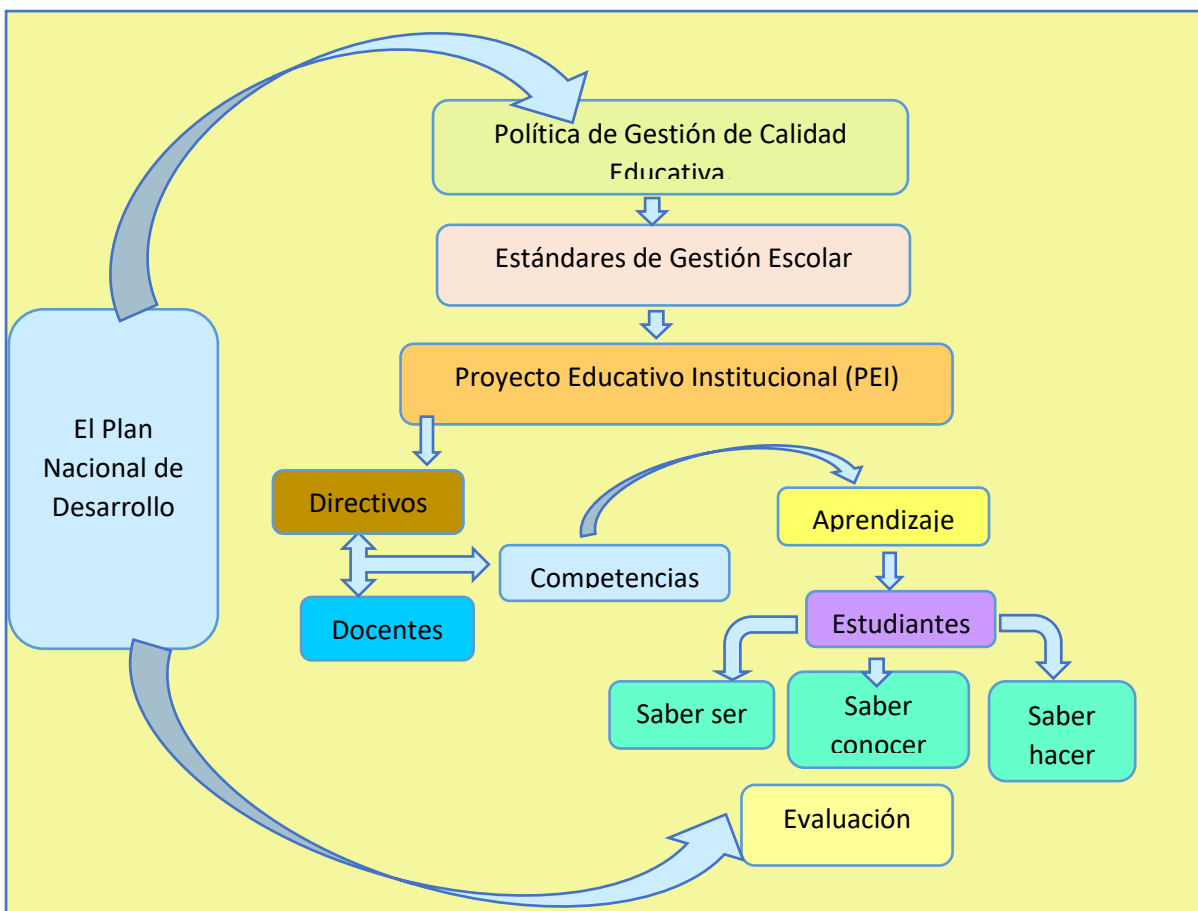 Política de Gestión de Calidad
Educativa.
Estándares de Gestión Escolar
Proyecto Educativo Institucional (PEI)
El Plan
Nacional de
Desarrollo
Directivos
Aprendizaje
Competencias
Docentes
Estudiantes
Saber ser
Saber
conocer
Saber
hacer
Evaluación